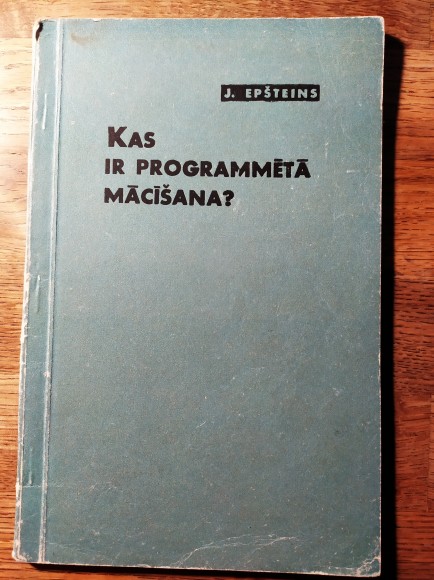 J. EPŠTEINS
KAS
IR PROGRAMMĒTĀ
MĀCĪŠANA?